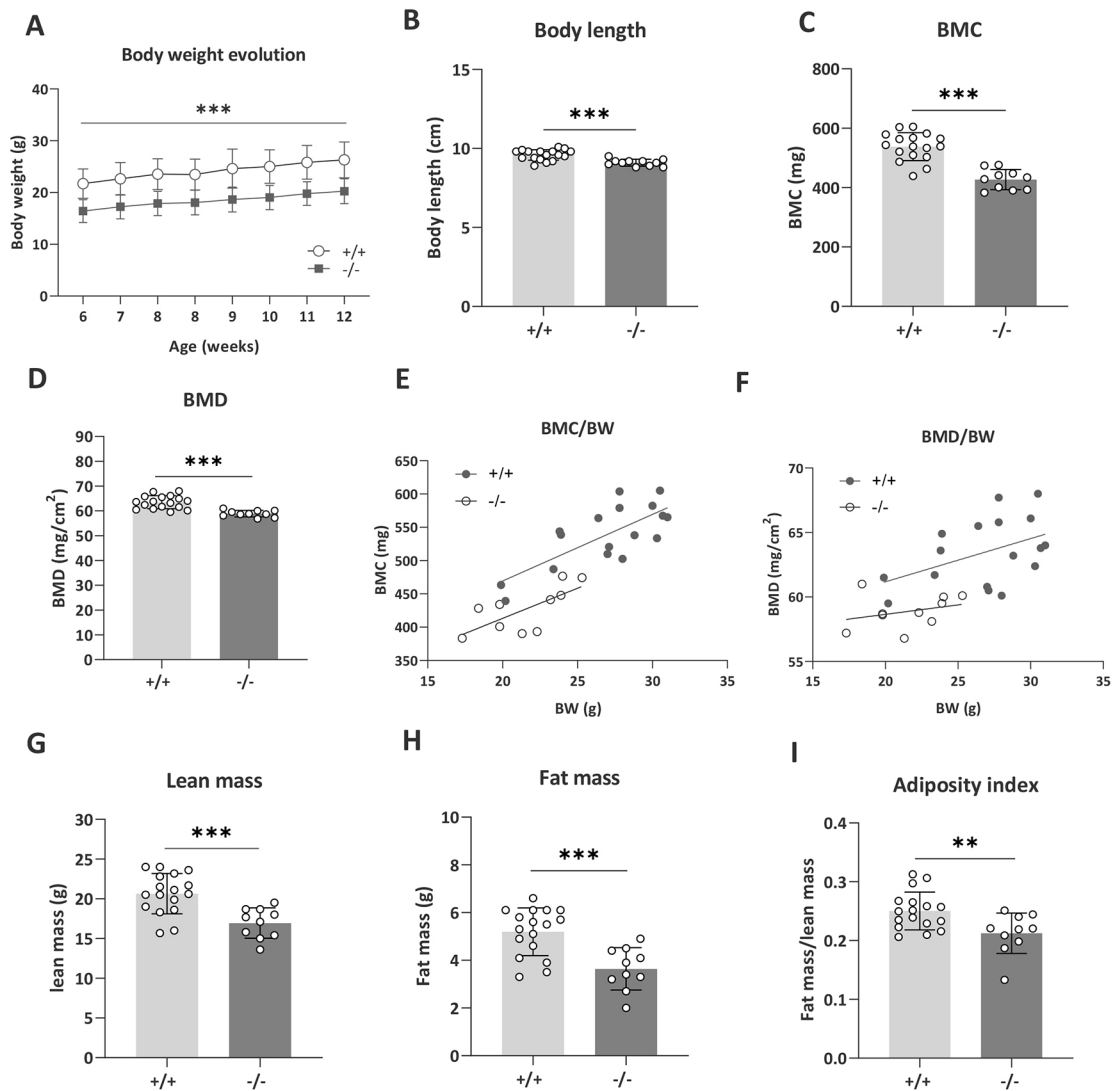 A
Body weight evolution
40
30
20
10
0
Body weight (g)
***
+/+
-/-
6 7 8 8 9 10 11 12
Age (weeks)
B
Body length
15
10
5
0
Body length (cm)
***
+/+ -/-
C
BMC
800
600
400
200
0
BMC (mg)
***
+/+ -/-
D
BMD
90
80
70
60
50
40
30
20
10
0
BMD (mg/cm²)
***
+/+ -/-
E
BMC/BW
650
600
550
500
450
400
350
BMC (mg)
+/+
-/-
15 20 25 30 35
BW (g)
F
BMD/BW
70
65
60
55
BMD (mg/cm²)
+/+
-/-
15 20 25 30 35
BW (g)
G
Lean mass
30
25
20
15
10
5
0
lean mass (g)
***
+/+ -/-
H
Fat mass
10
8
6
4
2
0
Fat mass (g)
***
+/+ -/-
I
Adiposity index
0.4
0.3
0.2
0.1
0.0
Fat mass/lean mass
**
+/+ -/-